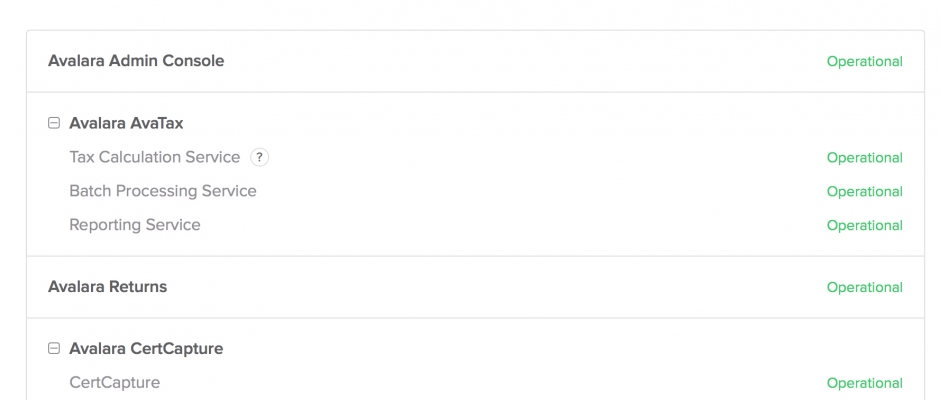 Avalara Admin Console Operational
Avalara AvaTax
Tax Calculation Service ? Operational
Batch Processing Service Operational
Reporting Service Operational
Avalara Returns Operational
Avalara CertCapture
CertCapture Operational